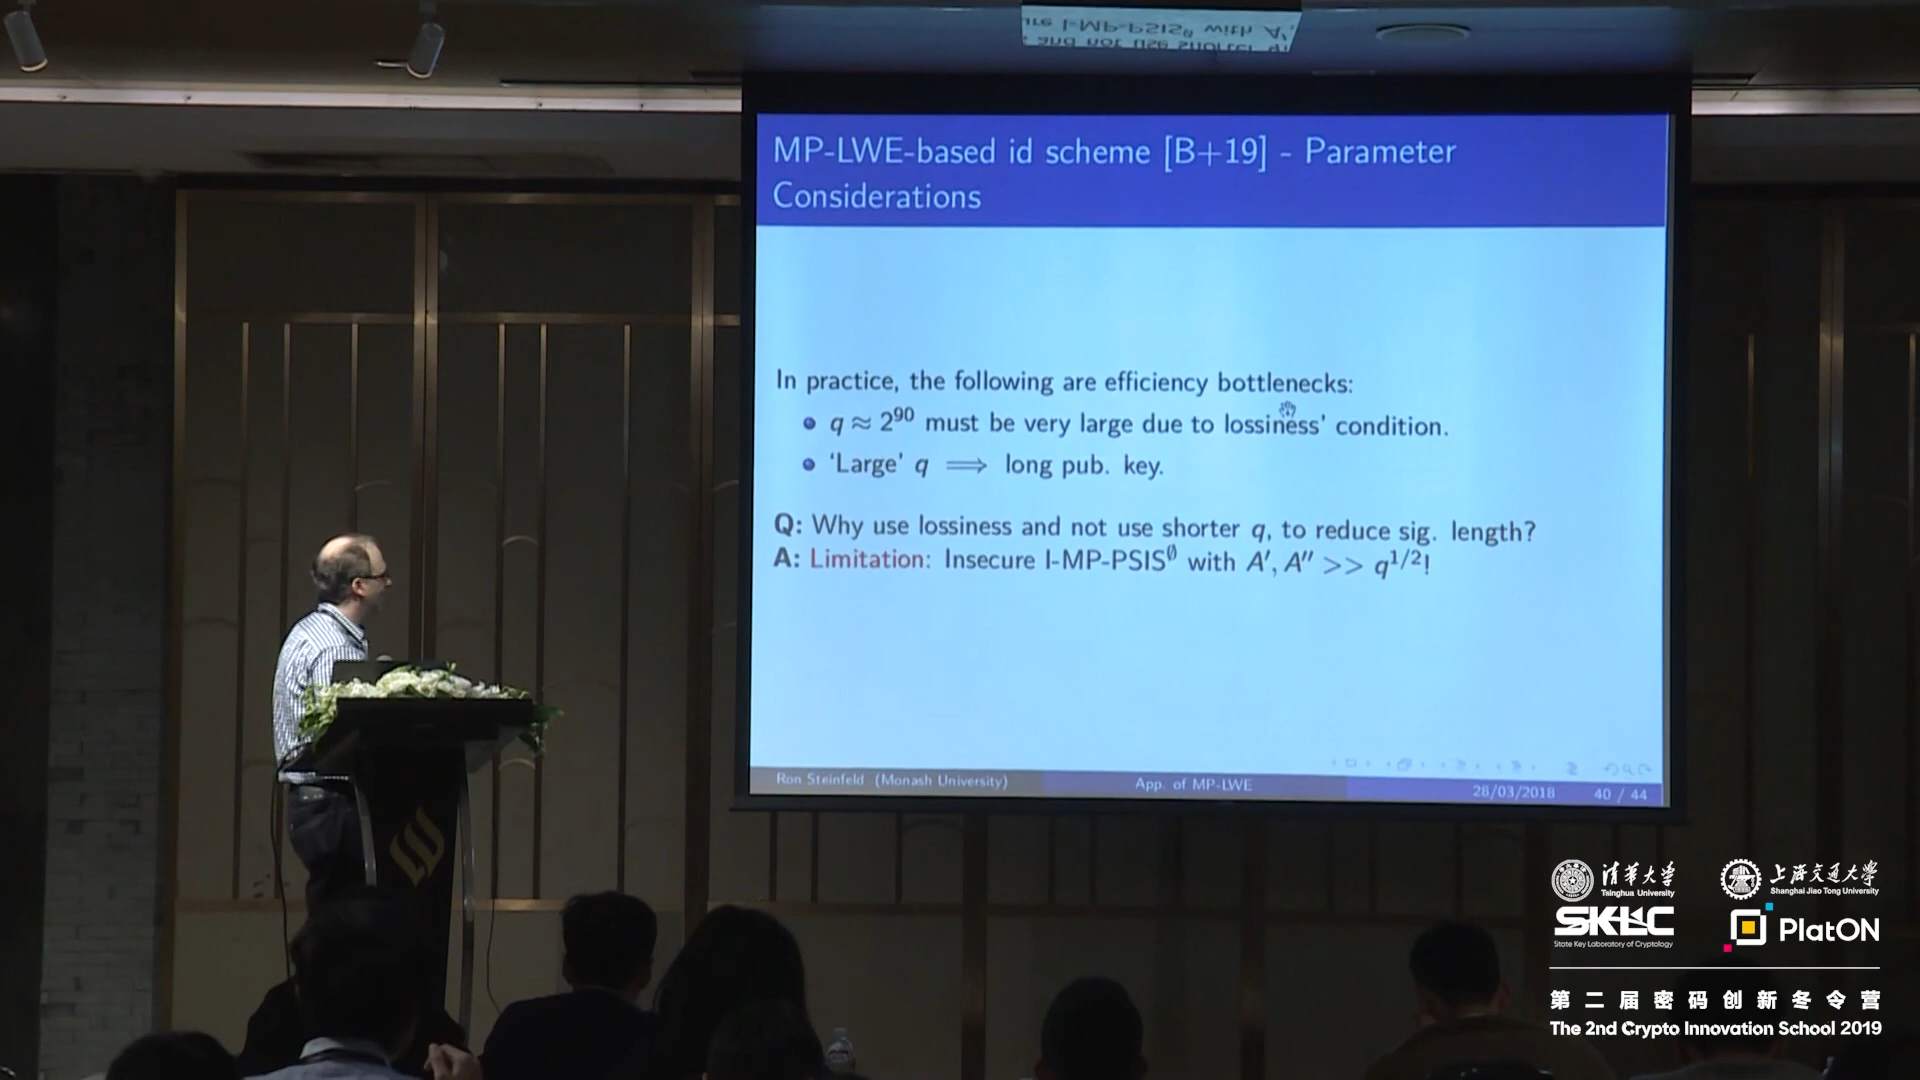 MP-LWE-based id scheme [B+19] - Parameter
Considerations
In practice, the following are efficiency bottlenecks:
q ≈ 2⁹⁰ must be very large due to lossiness' condition.
'Large' q ⟹ long pub. key.
Q: Why use lossiness and not use shorter q, to reduce sig. length?
A: Limitation: Insecure I-MP-PSIS^∅ with A′, A″ >> q^{1/2}!
Ron Steinfeld (Monash University)
App. of MP-LWE
28/03/2018
40 / 44
清华大学
Tsinghua University
上海交通大学
Shanghai Jiao Tong University
SKLC
State Key Laboratory of Cryptology
PlatON
第二届密码创新冬令营
The 2nd Crypto Innovation School 2019